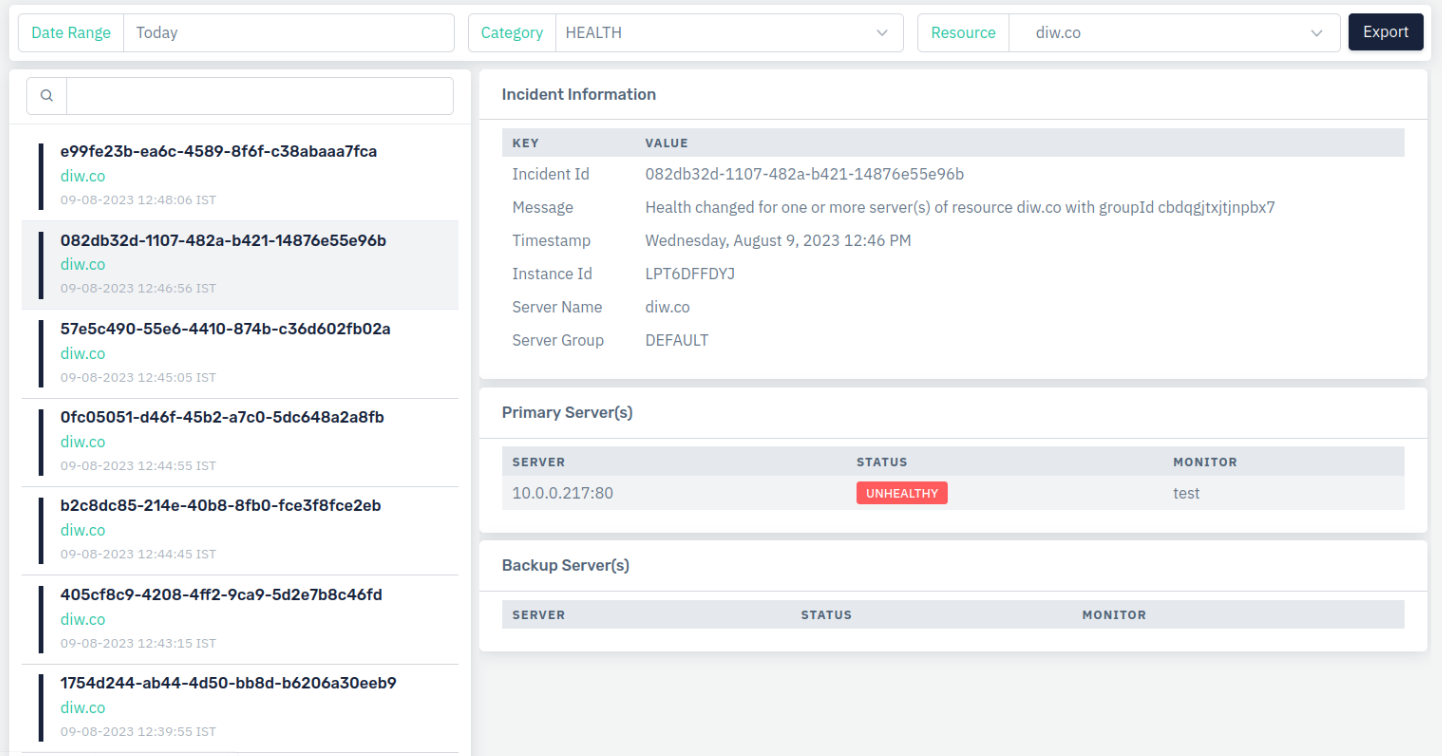 Date Range Today Category HEALTH Resource diw.co Export
e99fe23b-ea6c-4589-8f6f-c38abaaa7fca
diw.co
09-08-2023 12:48:06 IST
082db32d-1107-482a-b421-14876e55e96b
diw.co
09-08-2023 12:46:56 IST
57e5c490-55e6-4410-874b-c36d602fb02a
diw.co
09-08-2023 12:45:05 IST
0fc05051-d46f-45b2-a7c0-5dc648a2a8fb
diw.co
09-08-2023 12:44:55 IST
b2c8dc85-214e-40b8-8fb0-fce3f8fce2eb
diw.co
09-08-2023 12:44:45 IST
405cf8c9-4208-4ff2-9ca9-5d2e7b8c46fd
diw.co
09-08-2023 12:43:15 IST
1754d244-ab44-4d50-bb8d-b6206a30eeb9
diw.co
09-08-2023 12:39:55 IST
Incident Information
KEY VALUE
Incident Id 082db32d-1107-482a-b421-14876e55e96b
Message Health changed for one or more server(s) of resource diw.co with groupId cbdqgjtxjtjnpbx7
Timestamp Wednesday, August 9, 2023 12:46 PM
Instance Id LPT6DFFDYJ
Server Name diw.co
Server Group DEFAULT
Primary Server(s)
SERVER STATUS MONITOR
10.0.0.217:80 UNHEALTHY test
Backup Server(s)
SERVER STATUS MONITOR